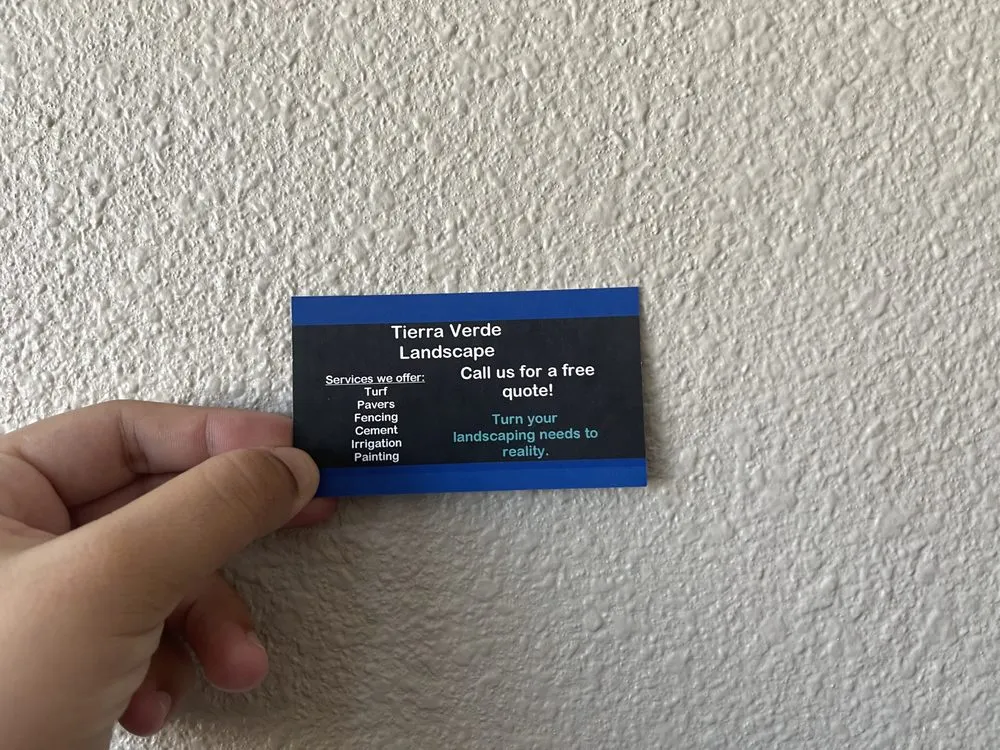 Tierra Verde
Landscape
Services we offer:
Turf
Pavers
Fencing
Cement
Irrigation
Painting
Call us for a free
quote!
Turn your
landscaping needs to
reality.